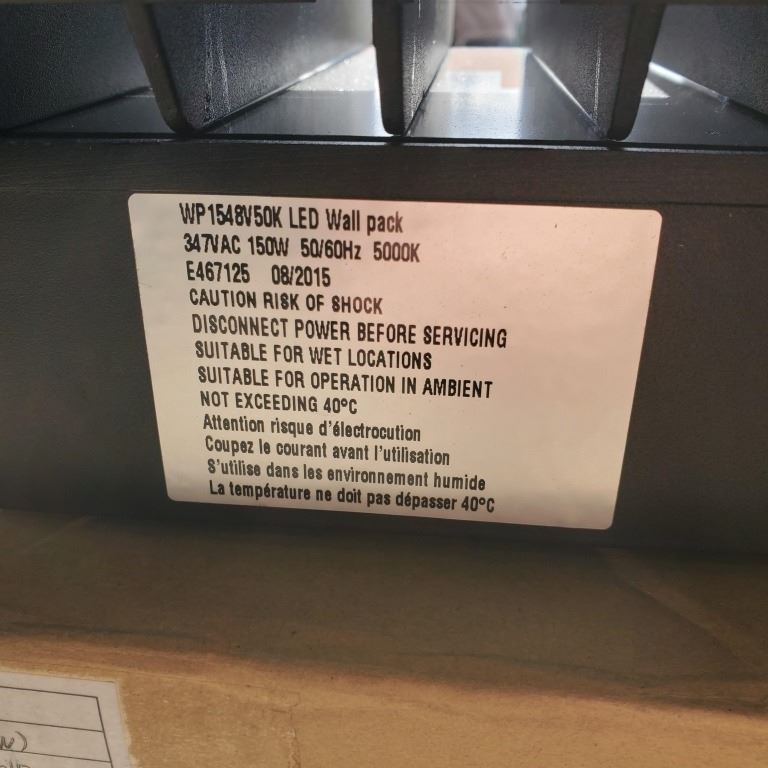 WP1548V50K LED Wall pack
347VAC 150W 50/60Hz 5000K
E467125 08/2015
CAUTION RISK OF SHOCK
DISCONNECT POWER BEFORE SERVICING
SUITABLE FOR WET LOCATIONS
SUITABLE FOR OPERATION IN AMBIENT
NOT EXCEEDING 40°C
Attention risque d'électrocution
Coupez le courant avant l'utilisation
S'utilise dans les environnement humide
La température ne doit pas dépasser 40°C